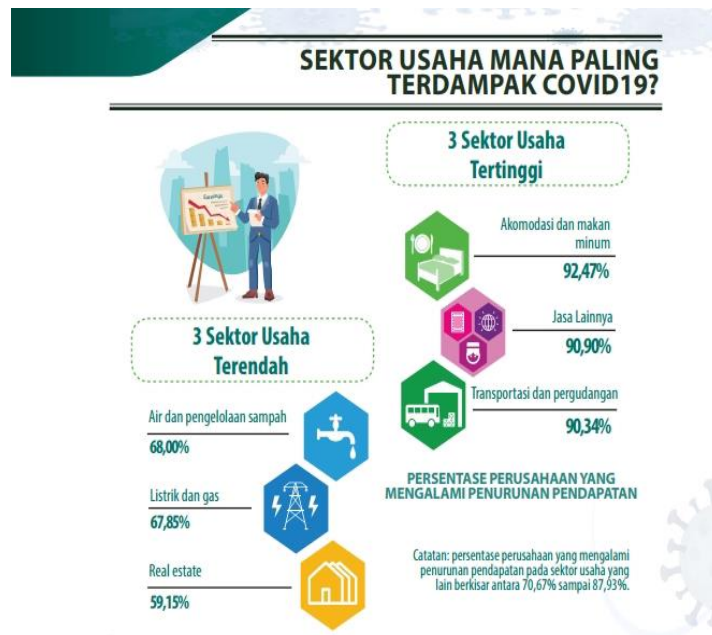 SEKTOR USAHA MANA PALING
TERDAMPAK COVID19?
3 Sektor Usaha
Tertinggi
Akomodasi dan makan
minum
92,47%
Jasa Lainnya
90,90%
Transportasi dan pergudangan
90,34%
3 Sektor Usaha
Terendah
Air dan pengelolaan sampah
68,00%
Listrik dan gas
67,85%
Real estate
59,15%
PERSENTASE PERUSAHAAN YANG
MENGALAMI PENURUNAN PENDAPATAN
Catatan: persentase perusahaan yang mengalami
penurunan pendapatan pada sektor usaha yang
lain berkisar antara 70,67% sampai 87,93%.